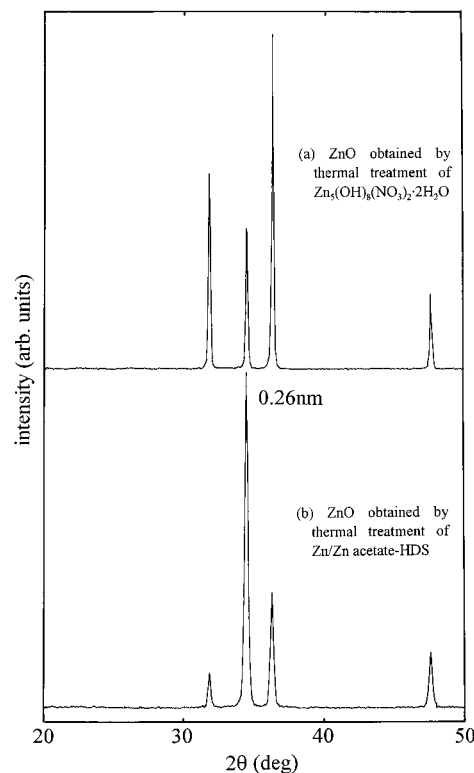 (a) ZnO obtained by
thermal treatment of
Zn₅(OH)₈(NO₃)₂·2H₂O
intensity (arb. units)
0.26nm
(b) ZnO obtained by
thermal treatment of
Zn/Zn acetate-HDS
20 30 40 50
2θ (deg)